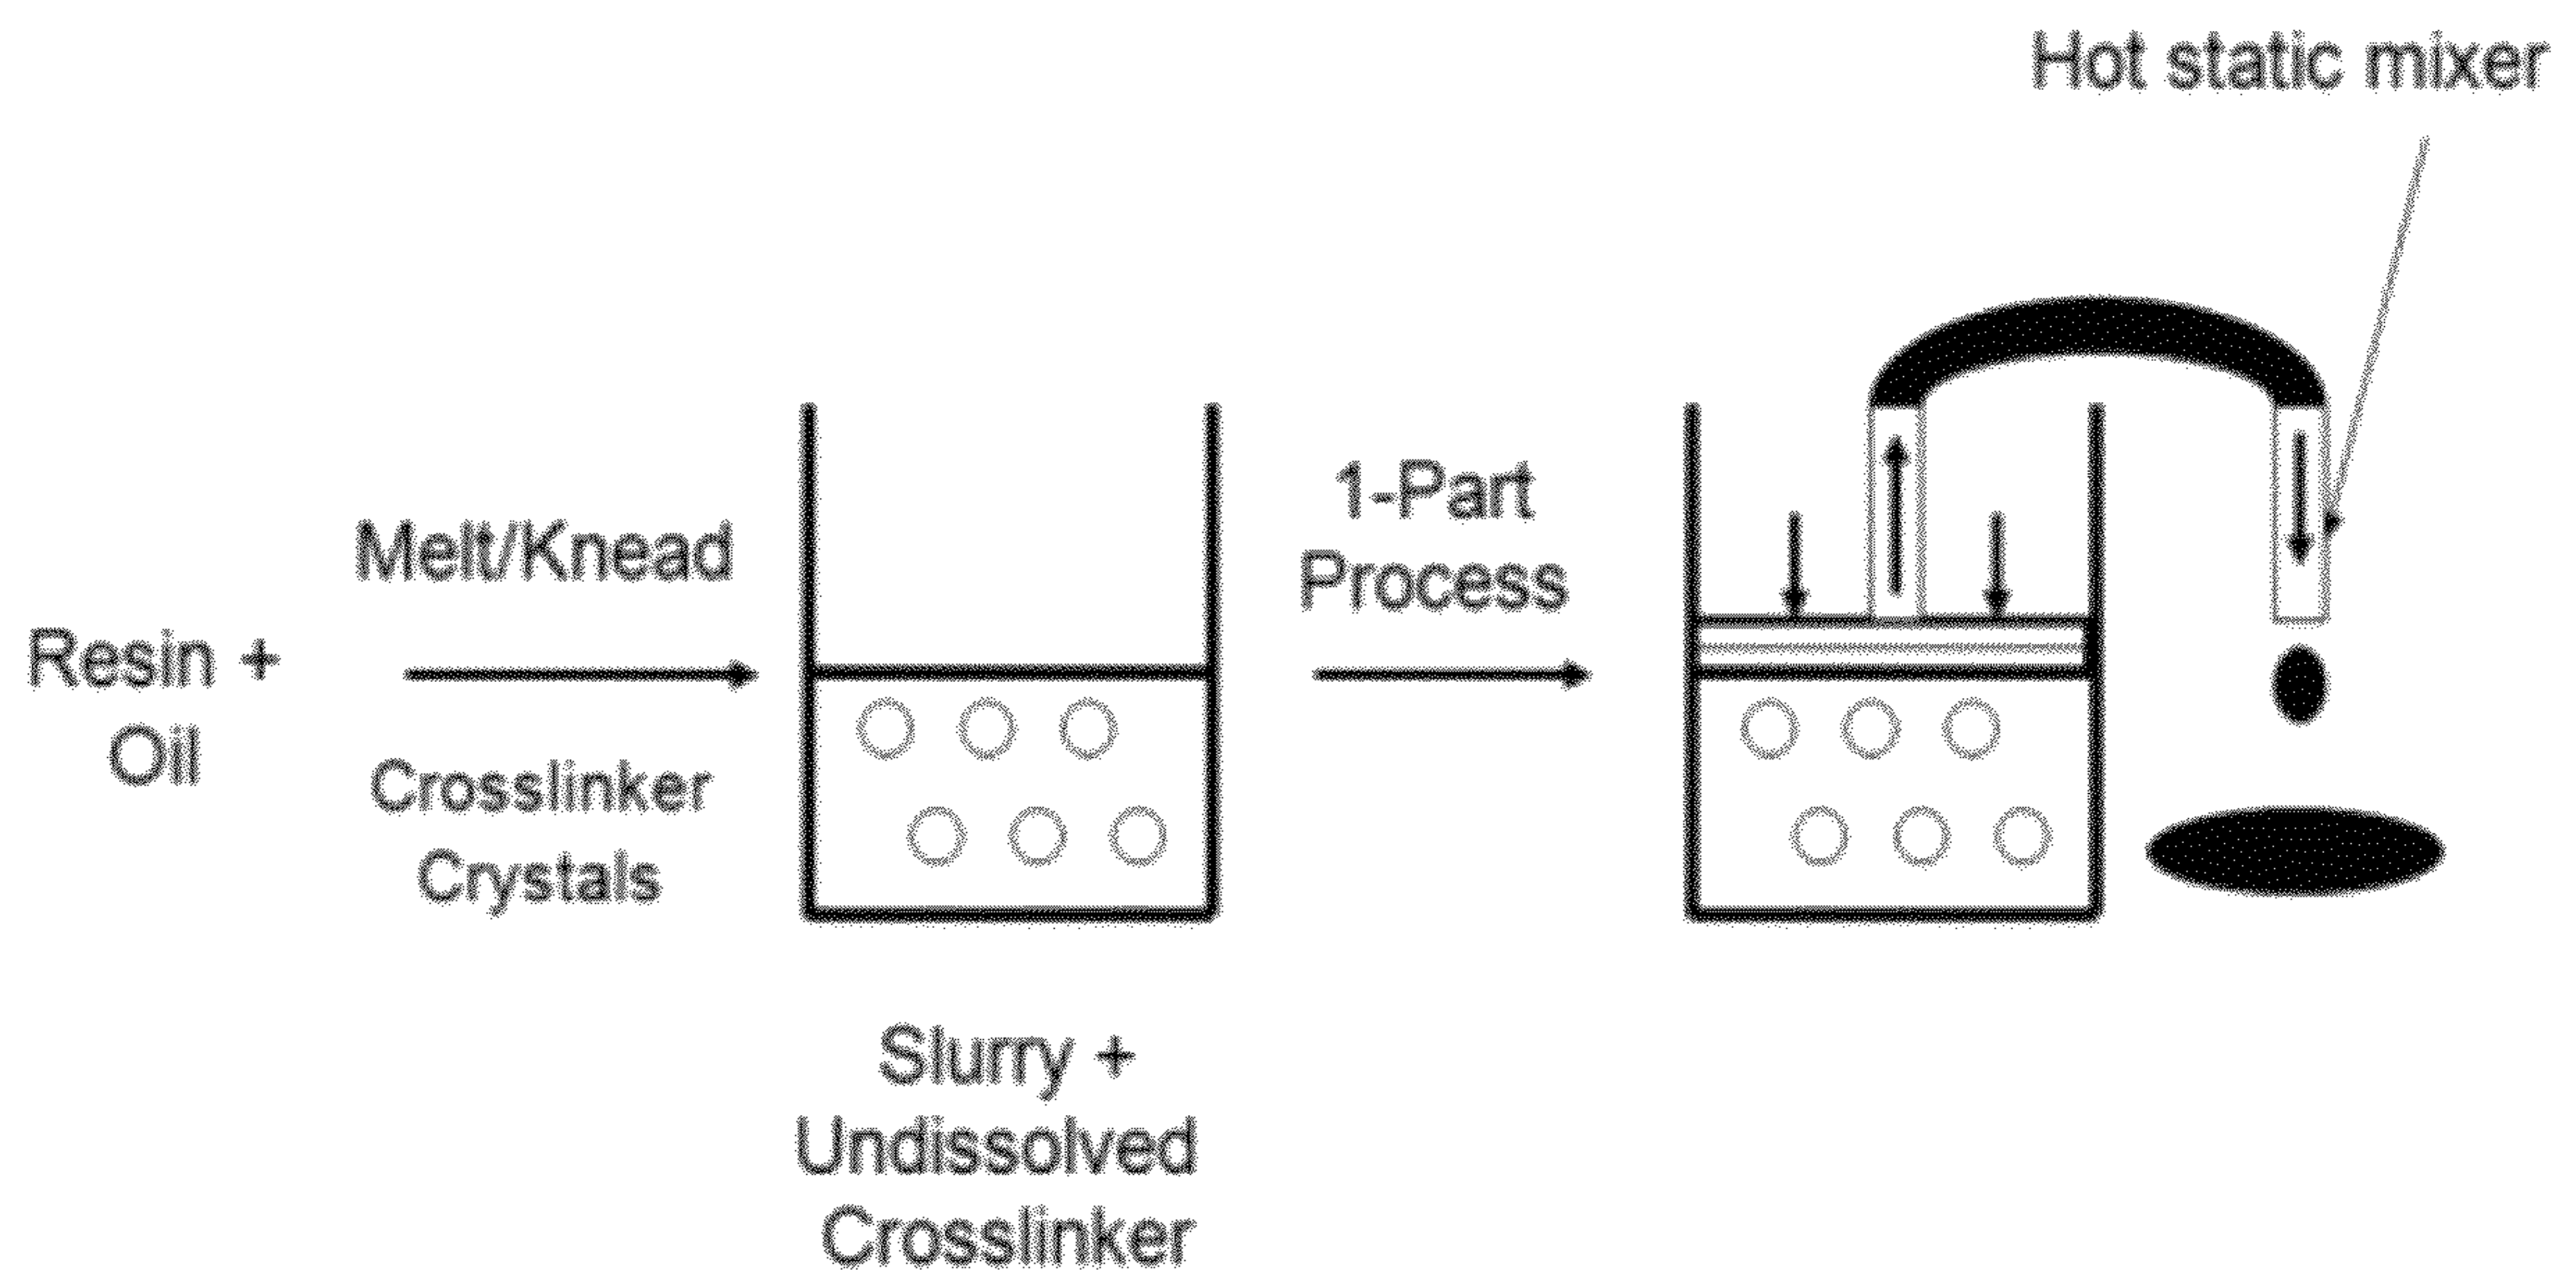 Hot static mixer
Resin +
Oil
Melt/Knead
Crosslinker
Crystals
1-Part
Process
Slurry +
Undissolved
Crosslinker